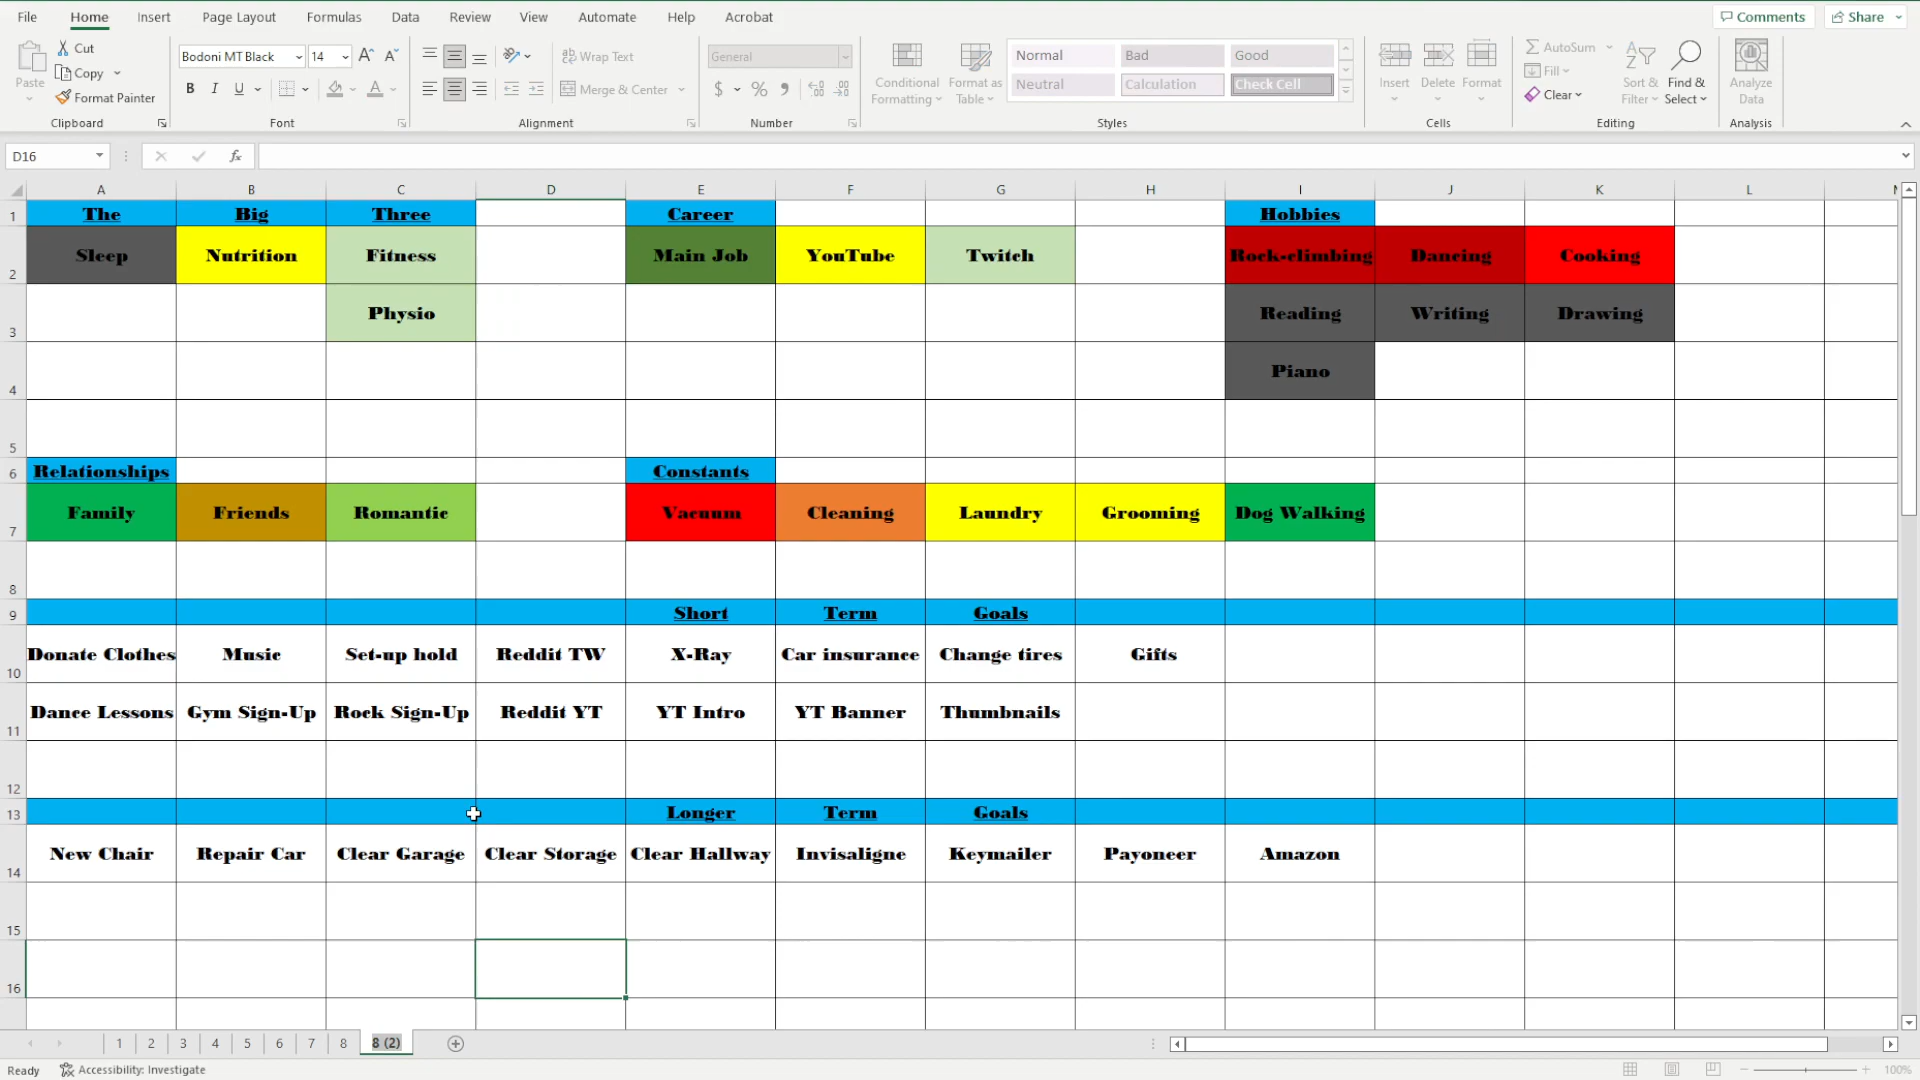 File Home Insert Page Layout Formulas Data Review View Automate Help Acrobat Comments Share
Paste Cut Copy Format Painter Clipboard
Bodoni MT Black 14 A A B I U A Font
Wrap Text Merge & Center Alignment
General $ % Number
Conditional Formatting Format as Table Normal Bad Good Neutral Calculation Check Cell Styles
Insert Delete Format Cells
AutoSum Fill Clear Sort & Filter Find & Select Editing
Analyze Data Analysis
D16 fx
A B C D E F G H I J K L
1 The Big Three Career Hobbies
2 Sleep Nutrition Fitness Main Job YouTube Twitch Rock-climbing Dancing Cooking
3 Physio Reading Writing Drawing
4 Piano
5
6 Relationships Constants
7 Family Friends Romantic Vacuum Cleaning Laundry Grooming Dog Walking
8
9 Short Term Goals
10 Donate Clothes Music Set-up hold Reddit TW X-Ray Car insurance Change tires Gifts
11 Dance Lessons Gym Sign-Up Rock Sign-Up Reddit YT YT Intro YT Banner Thumbnails
12
13 Longer Term Goals
14 New Chair Repair Car Clear Garage Clear Storage Clear Hallway Invisaligne Keymailer Payoneer Amazon
15
16
1 2 3 4 5 6 7 8 8 (2)
Ready Accessibility: Investigate 100%